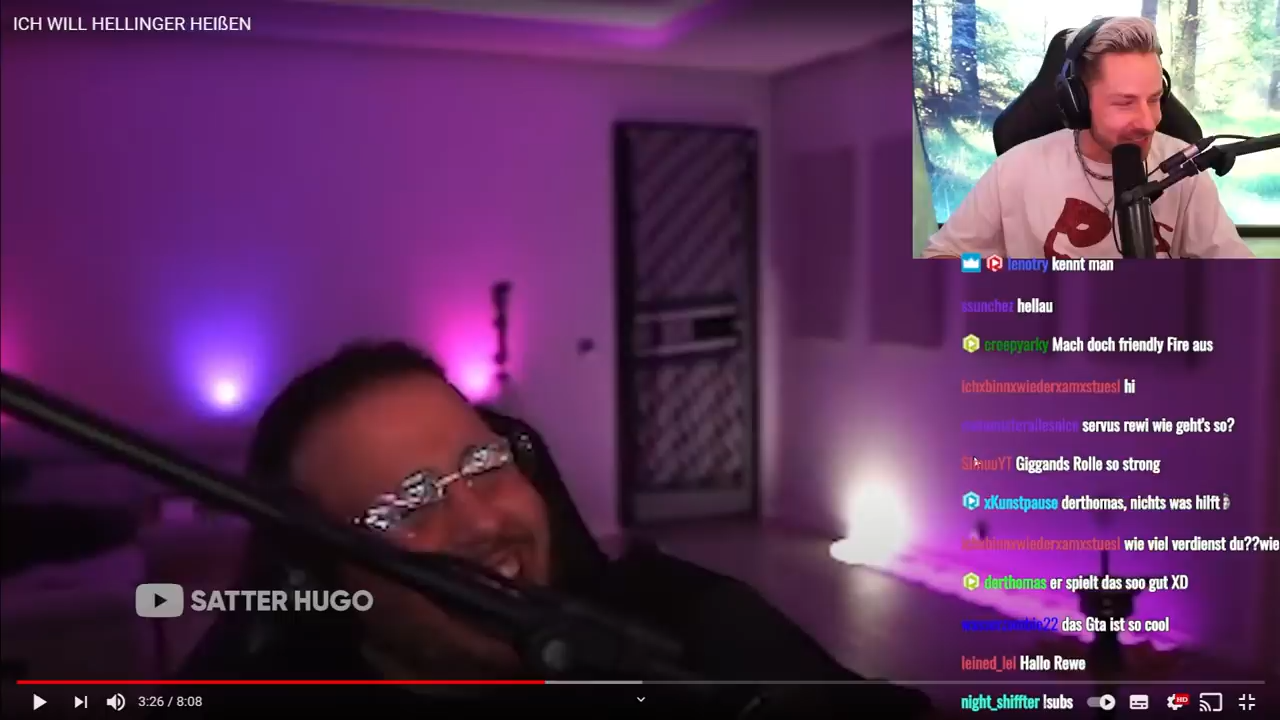 ICH WILL HELLINGER HEIßEN
lenotry kennt man
ssunchez hellau
creepyarky Mach doch friendly Fire aus
ichxbinnxwiederxamxstuesl hi
servus rewi wie geht's so?
Giggands Rolle so strong
xKunstpause derthomas, nichts was hilft
ichxbinnxwiederxamxstuesl wie viel verdienst du??wie
derthomas er spielt das soo gut XD
das Gta ist so cool
leined_lel Hallo Rewe
night_shiffter !subs
SATTER HUGO
3:26 / 8:08
HD